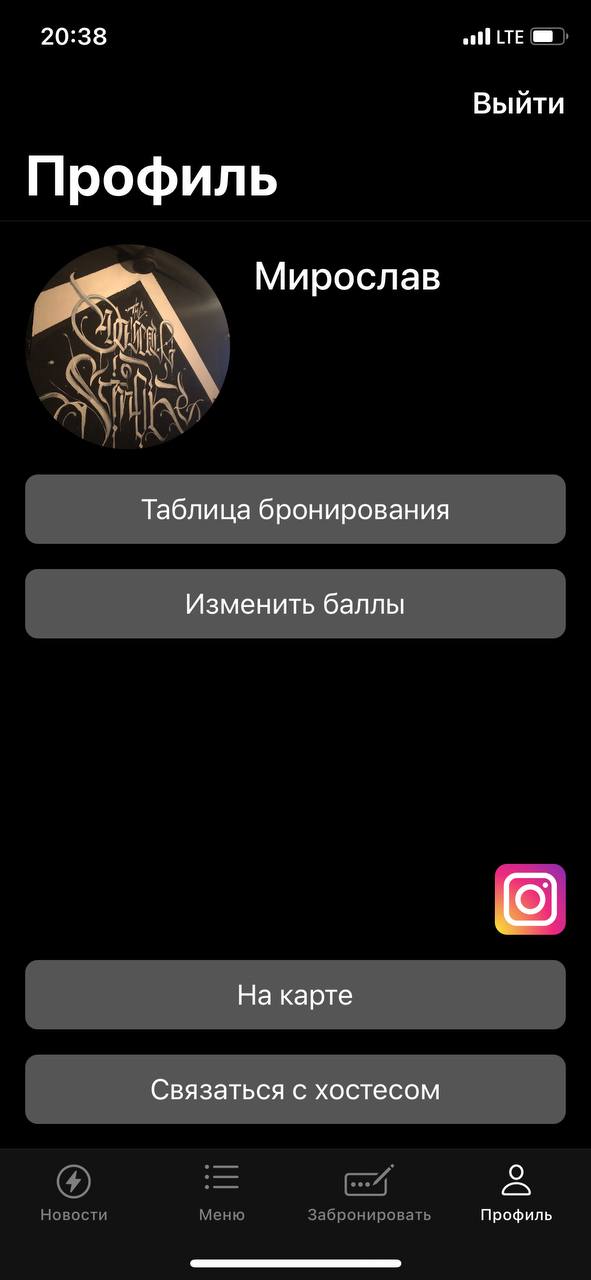 20:38
LTE
Выйти
Профиль
Мирослав
Таблица бронирования
Изменить баллы
На карте
Связаться с хостесом
Новости
Меню
Забронировать
Профиль